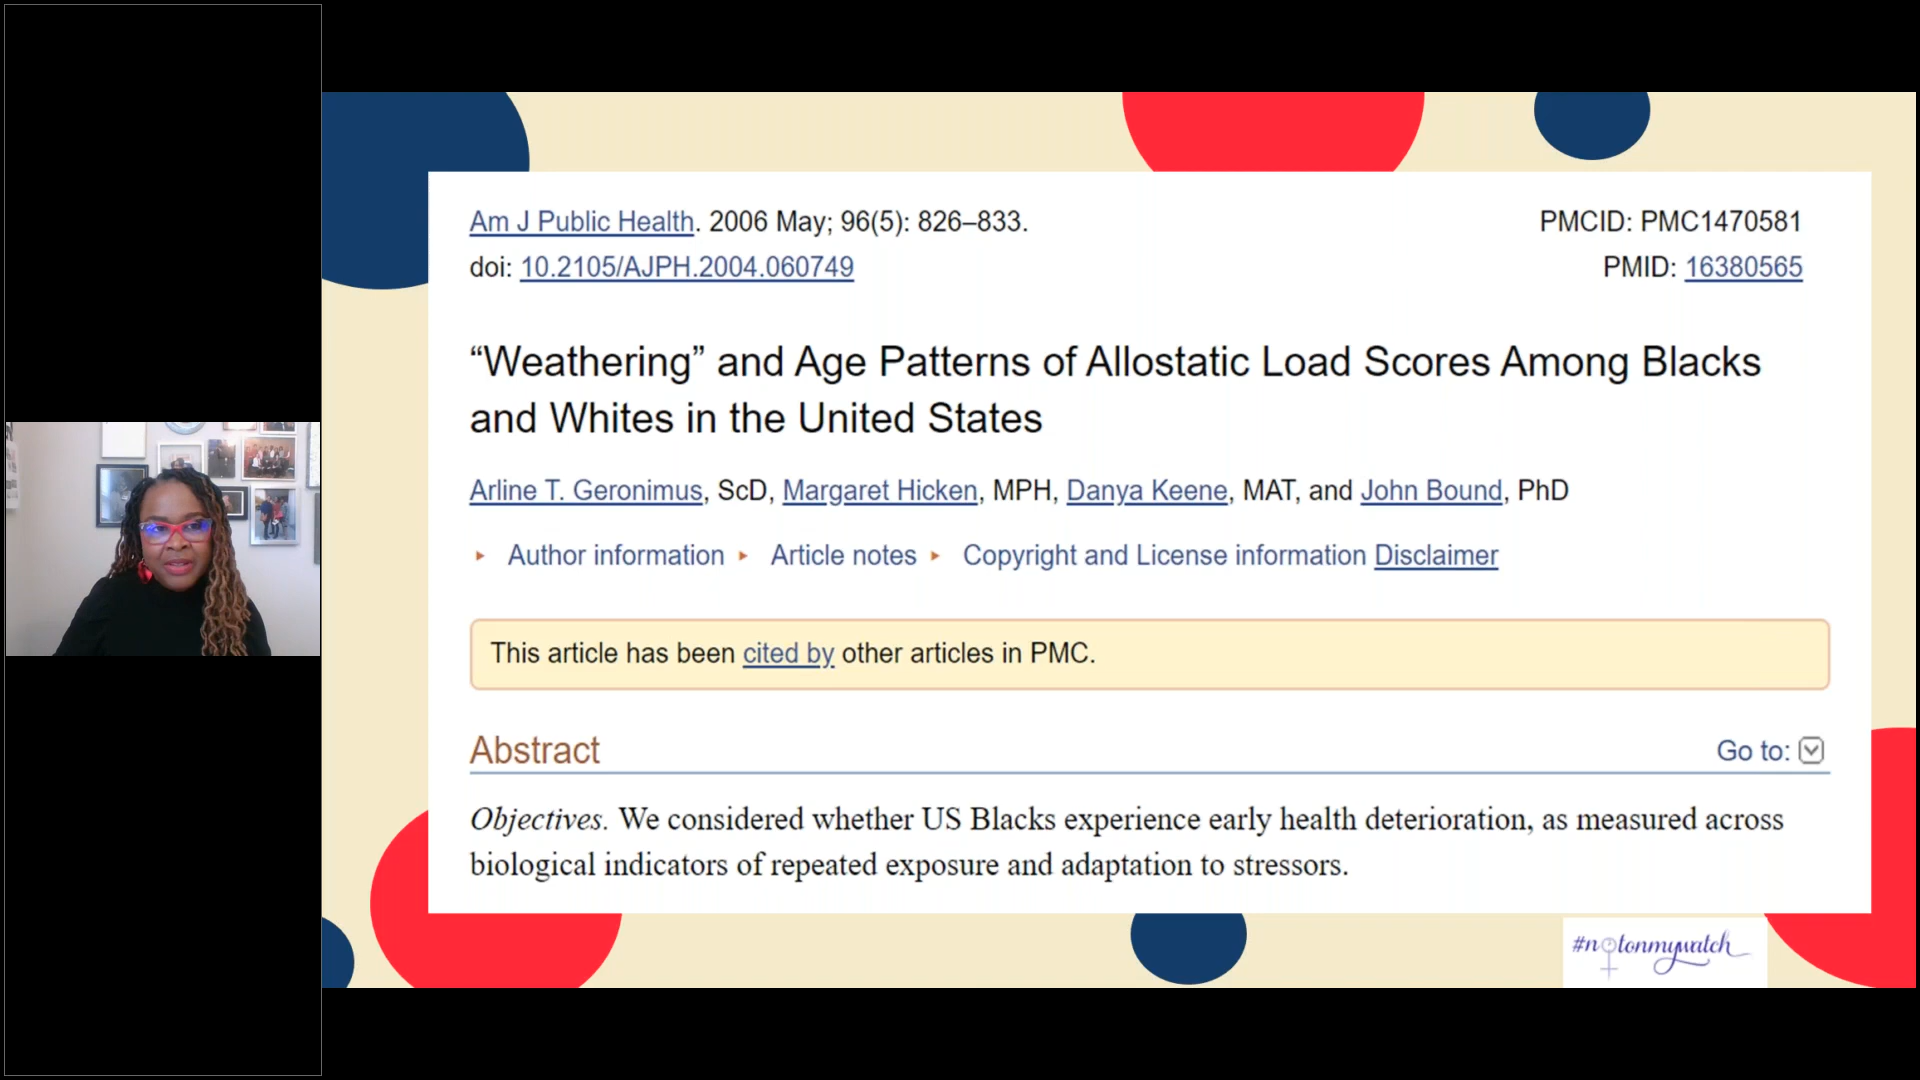 Am J Public Health. 2006 May; 96(5): 826–833.
PMCID: PMC1470581
doi: 10.2105/AJPH.2004.060749
PMID: 16380565
“Weathering” and Age Patterns of Allostatic Load Scores Among Blacks
and Whites in the United States
Arline T. Geronimus, ScD, Margaret Hicken, MPH, Danya Keene, MAT, and John Bound, PhD
Author information
Article notes
Copyright and License information Disclaimer
This article has been cited by other articles in PMC.
Abstract
Go to:
Objectives. We considered whether US Blacks experience early health deterioration, as measured across
biological indicators of repeated exposure and adaptation to stressors.
#notonmywatch